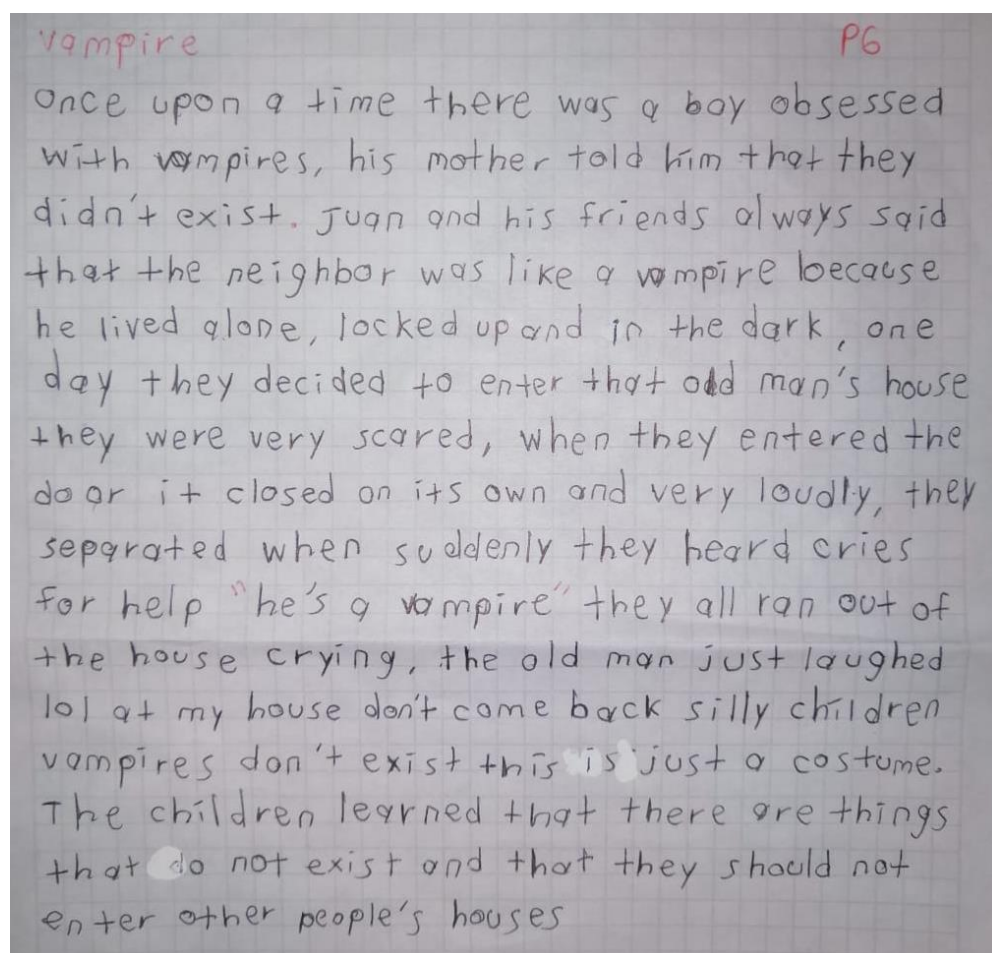 Vampire P6
Once upon a time there was a boy obsessed
with vampires, his mother told him that they
didn't exist. Juan and his friends always said
that the neighbor was like a vampire because
he lived alone, locked up and in the dark, one
day they decided to enter that odd man's house
they were very scared, when they entered the
door it closed on its own and very loudly, they
separated when suddenly they heard cries
for help "he's a vampire" they all ran out of
the house crying, the old man just laughed
lol at my house don't come back silly children
vampires don't exist this is just a costume.
The children learned that there are things
that do not exist and that they should not
enter other people's houses